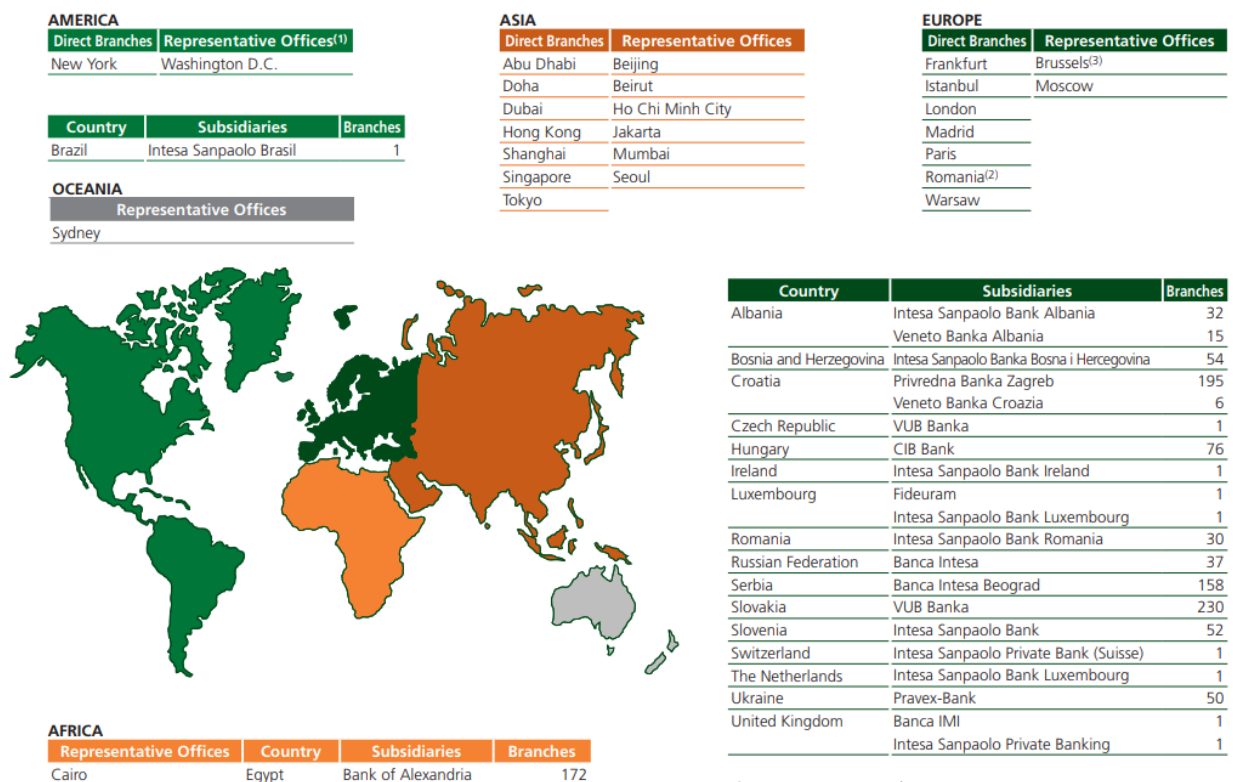 AMERICA
Direct Branches Representative Offices(1)
New York Washington D.C.
Country Subsidiaries Branches
Brazil Intesa Sanpaolo Brasil 1
OCEANIA
Representative Offices
Sydney
ASIA
Direct Branches Representative Offices
Abu Dhabi Beijing
Doha Beirut
Dubai Ho Chi Minh City
Hong Kong Jakarta
Shanghai Mumbai
Singapore Seoul
Tokyo
EUROPE
Direct Branches Representative Offices
Frankfurt Brussels(3)
Istanbul Moscow
London
Madrid
Paris
Romania(2)
Warsaw
Country Subsidiaries Branches
Albania Intesa Sanpaolo Bank Albania 32
Veneto Banka Albania 15
Bosnia and Herzegovina Intesa Sanpaolo Banka Bosna i Hercegovina 54
Croatia Privredna Banka Zagreb 195
Veneto Banka Croazia 6
Czech Republic VUB Banka 1
Hungary CIB Bank 76
Ireland Intesa Sanpaolo Bank Ireland 1
Luxembourg Fideuram 1
Intesa Sanpaolo Bank Luxembourg 1
Romania Intesa Sanpaolo Bank Romania 30
Russian Federation Banca Intesa 37
Serbia Banca Intesa Beograd 158
Slovakia VUB Banka 230
Slovenia Intesa Sanpaolo Bank 52
Switzerland Intesa Sanpaolo Private Bank (Suisse) 1
The Netherlands Intesa Sanpaolo Bank Luxembourg 1
Ukraine Pravex-Bank 50
United Kingdom Banca IMI 1
Intesa Sanpaolo Private Banking 1
AFRICA
Representative Offices Country Subsidiaries Branches
Cairo Egypt Bank of Alexandria 172